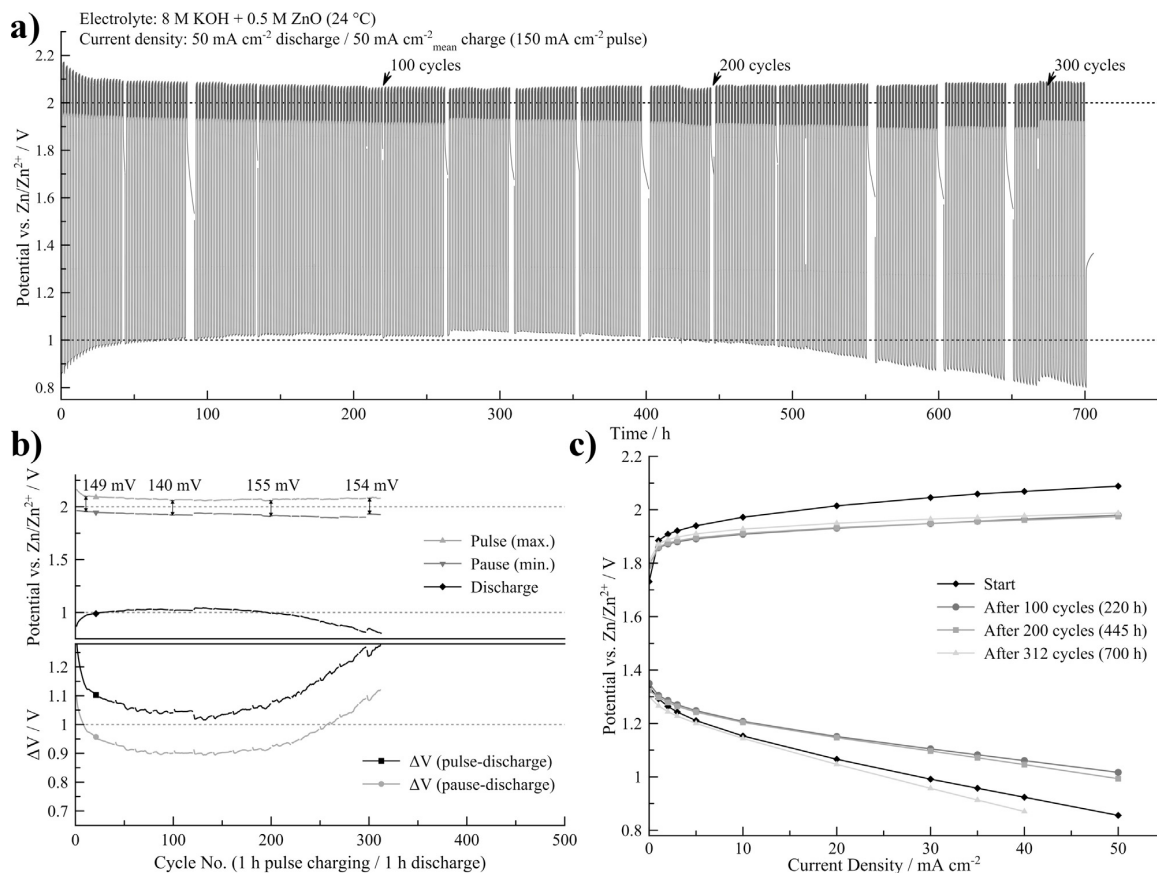 a)
Electrolyte: 8 M KOH + 0.5 M ZnO (24 °C)
Current density: 50 mA cm⁻² discharge / 50 mA cm⁻²mean charge (150 mA cm⁻² pulse)
100 cycles
200 cycles
300 cycles
2.2
2
1.8
1.6
1.4
1.2
1
0.8
Potential vs. Zn/Zn²⁺ / V
0
100
200
300
400
500
600
700
Time / h
b)
149 mV
140 mV
155 mV
154 mV
2
1.5
1
Potential vs. Zn/Zn²⁺ / V
Pulse (max.)
Pause (min.)
Discharge
1.2
1.1
1
0.9
0.8
0.7
ΔV / V
ΔV (pulse-discharge)
ΔV (pause-discharge)
0
100
200
300
400
500
Cycle No. (1 h pulse charging / 1 h discharge)
c)
2.2
2
1.8
1.6
1.4
1.2
1
0.8
Potential vs. Zn/Zn²⁺ / V
Start
After 100 cycles (220 h)
After 200 cycles (445 h)
After 312 cycles (700 h)
0
10
20
30
40
50
Current Density / mA cm⁻²